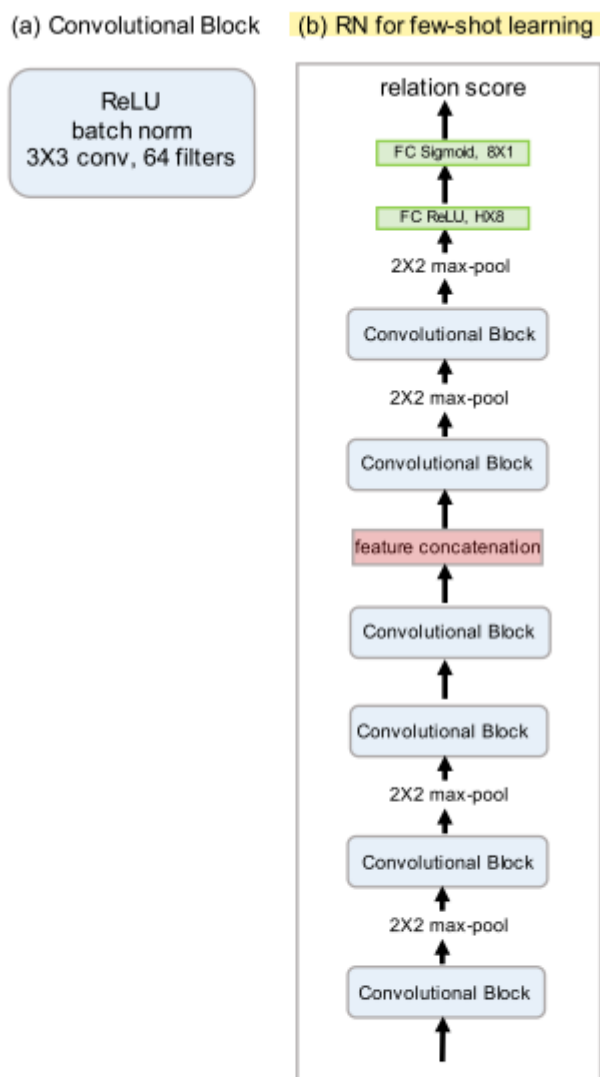 (a) Convolutional Block
ReLU
batch norm
3X3 conv, 64 filters
(b) RN for few-shot learning
relation score
FC Sigmoid, 8X1
FC ReLU, HX8
2X2 max-pool
Convolutional Block
2X2 max-pool
Convolutional Block
feature concatenation
Convolutional Block
Convolutional Block
2X2 max-pool
Convolutional Block
2X2 max-pool
Convolutional Block